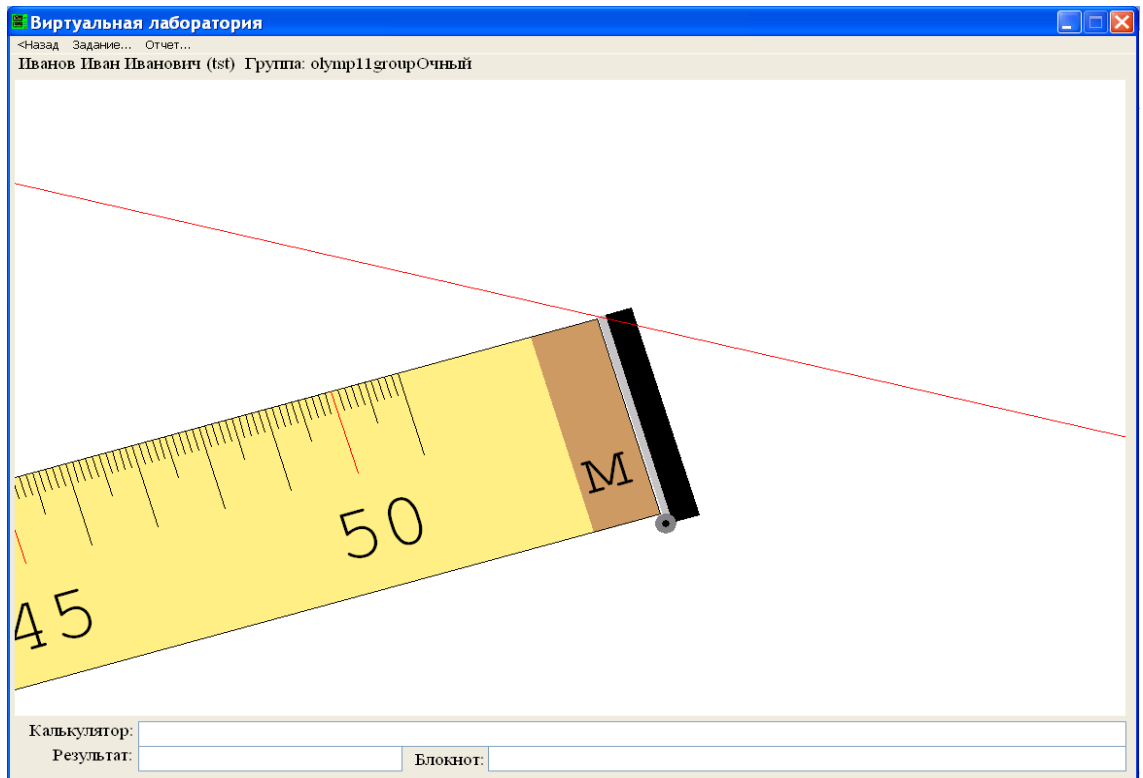 Виртуальная лаборатория
<Назад Задание... Отчет...
Иванов Иван Иванович (tst) Группа: olymp11groupОчный
М
50
45
Калькулятор:
Результат:
Блокнот: